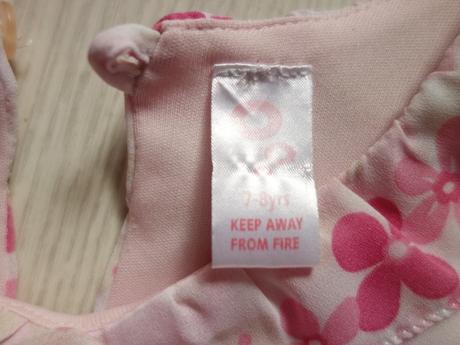 7-8yrs
KEEP AWAY
FROM FIRE